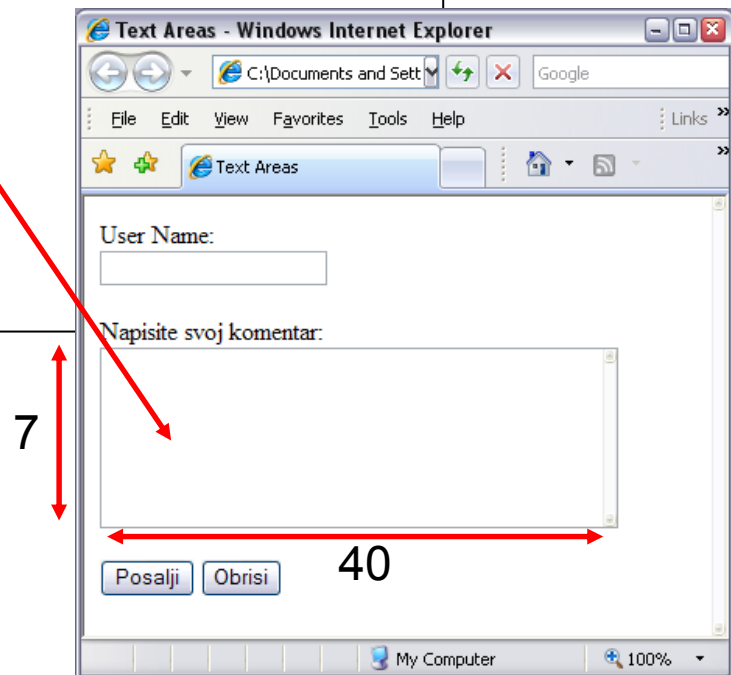 Text Areas - Windows Internet Explorer
C:\Documents and Sett Google
File Edit View Favorites Tools Help Links »
Text Areas »
User Name:
Napisite svoj komentar:
7
40
Posalji Obrisi
My Computer 100%